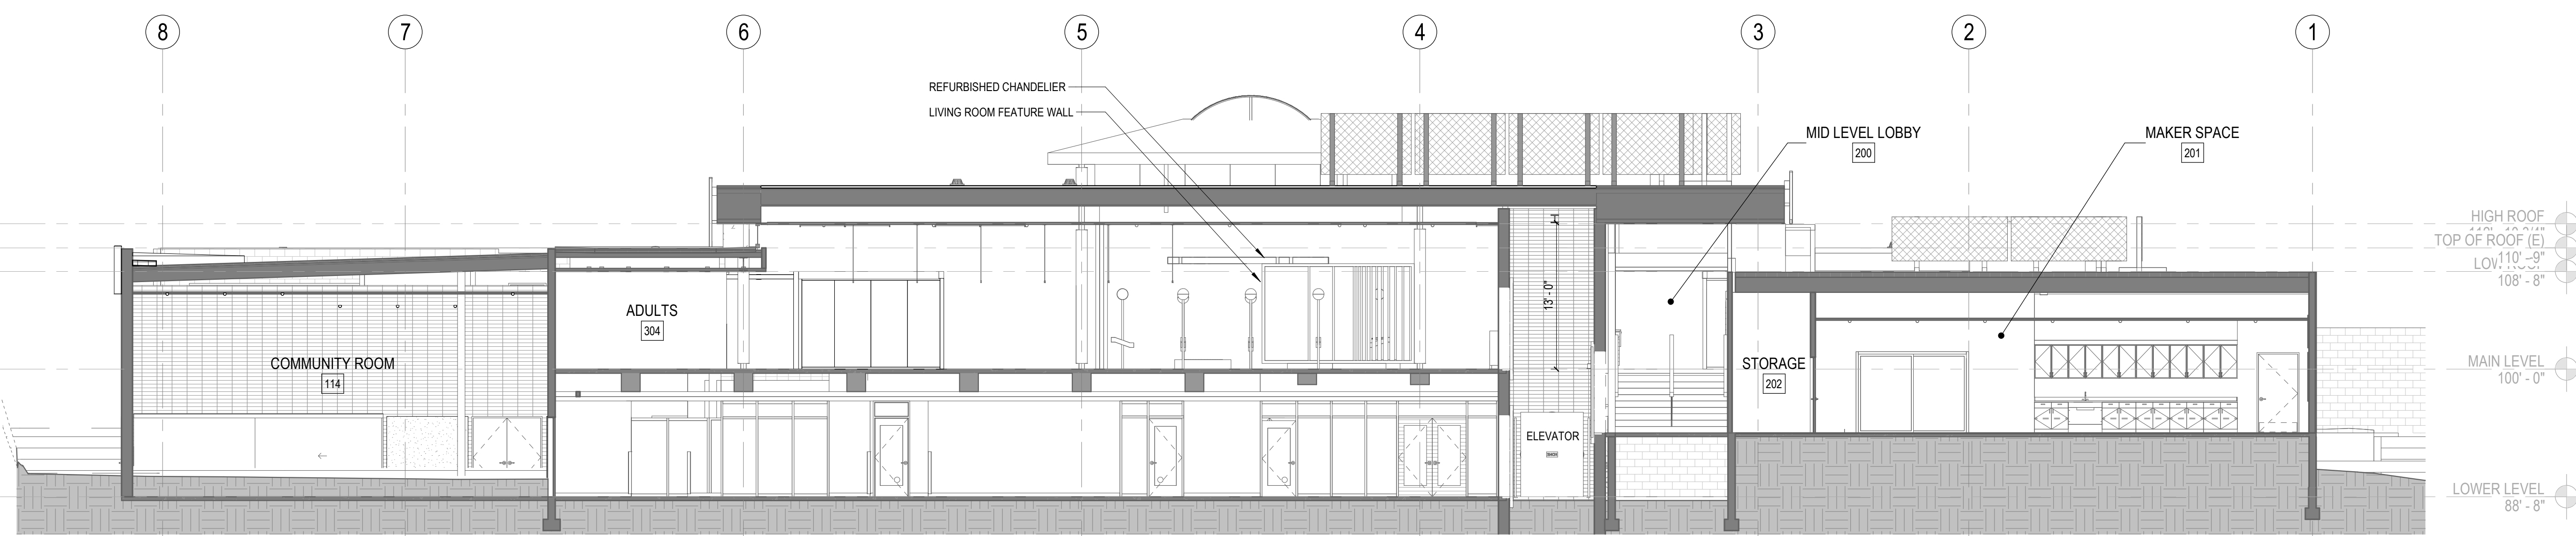 8 7 6 5 4 3 2 1
REFURBISHED CHANDELIER
LIVING ROOM FEATURE WALL
MID LEVEL LOBBY
200
MAKER SPACE
201
HIGH ROOF
TOP OF ROOF (E)
110' - 9"
LOW ROOF
108' - 8"
13' - 0"
ADULTS
304
COMMUNITY ROOM
114
STORAGE
202
MAIN LEVEL
100' - 0"
ELEVATOR
LOWER LEVEL
88' - 8"